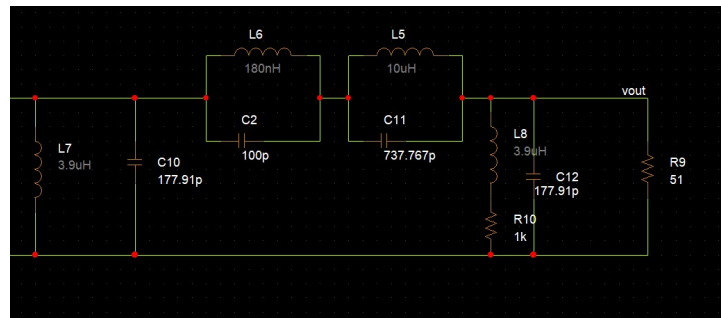 L6
180nH
L5
10uH
vout
L7
3.9uH
C10
177.91p
C2
100p
C11
737.767p
L8
3.9uH
C12
177.91p
R9
51
R10
1k